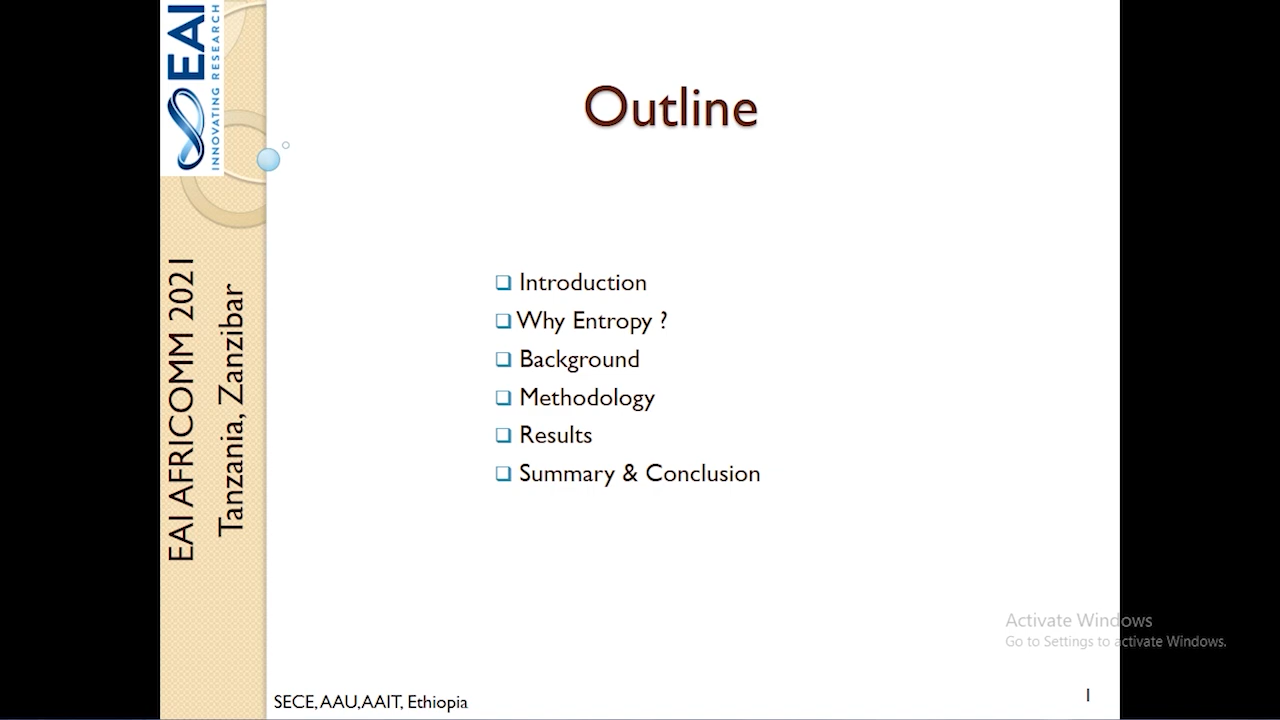 EAI
INNOVATING RESEARCH
EAI AFRICOMM 2021
Tanzania, Zanzibar
Outline
Introduction
Why Entropy ?
Background
Methodology
Results
Summary & Conclusion
Activate Windows
Go to Settings to activate Windows.
SECE, AAU,AAIT, Ethiopia
1